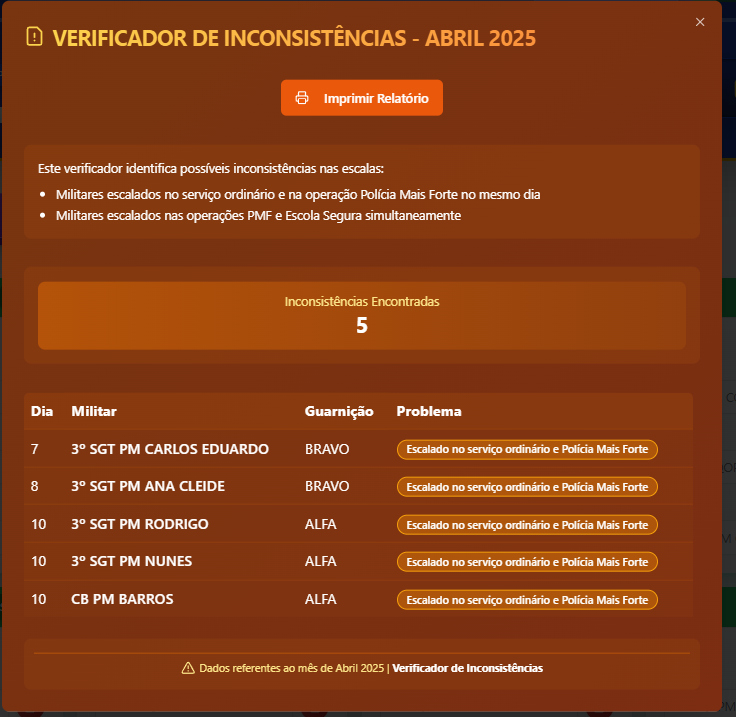 VERIFICADOR DE INCONSISTÊNCIAS - ABRIL 2025
Imprimir Relatório
Este verificador identifica possíveis inconsistências nas escalas:
• Militares escalados no serviço ordinário e na operação Polícia Mais Forte no mesmo dia
• Militares escalados nas operações PMF e Escola Segura simultaneamente
Inconsistências Encontradas
5
Dia Militar Guarnição Problema
7 3º SGT PM CARLOS EDUARDO BRAVO Escalado no serviço ordinário e Polícia Mais Forte
8 3º SGT PM ANA CLEIDE BRAVO Escalado no serviço ordinário e Polícia Mais Forte
10 3º SGT PM RODRIGO ALFA Escalado no serviço ordinário e Polícia Mais Forte
10 3º SGT PM NUNES ALFA Escalado no serviço ordinário e Polícia Mais Forte
10 CB PM BARROS ALFA Escalado no serviço ordinário e Polícia Mais Forte
Dados referentes ao mês de Abril 2025 | Verificador de Inconsistências